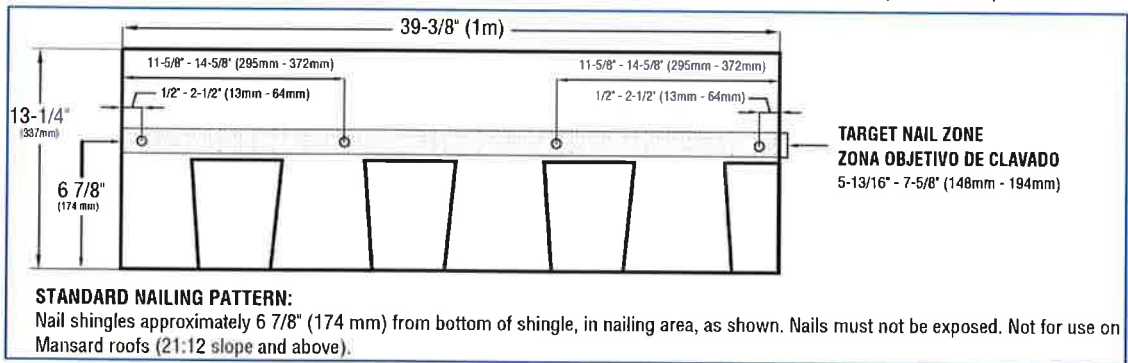 39-3/8" (1m)
11-5/8" - 14-5/8" (295mm - 372mm)
11-5/8" - 14-5/8" (295mm - 372mm)
1/2" - 2-1/2" (13mm - 64mm)
1/2" - 2-1/2" (13mm - 64mm)
13-1/4"
(337mm)
TARGET NAIL ZONE
ZONA OBJETIVO DE CLAVADO
5-13/16" - 7-5/8" (148mm - 194mm)
6 7/8"
(174 mm)
STANDARD NAILING PATTERN:
Nail shingles approximately 6 7/8" (174 mm) from bottom of shingle, in nailing area, as shown. Nails must not be exposed. Not for use on
Mansard roofs (21:12 slope and above).